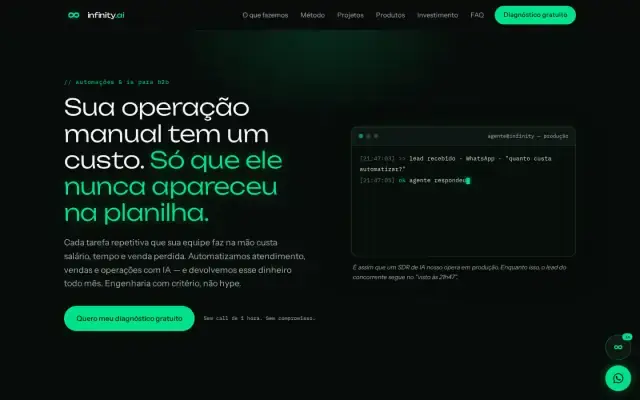 infinity.ai
O que fazemos
Método
Projetos
Produtos
Investimento
FAQ
Diagnóstico gratuito
// automações & ia para b2b
Sua operação
manual tem um
custo. Só que ele
nunca apareceu
na planilha.
Cada tarefa repetitiva que sua equipe faz na mão custa
salário, tempo e venda perdida. Automatizamos atendimento,
vendas e operações com IA — e devolvemos esse dinheiro
todo mês. Engenharia com critério, não hype.
Quero meu diagnóstico gratuito
Sem call de 1 hora. Sem compromisso.
agente@infinity — produção
[21:47:03] >> lead recebido · WhatsApp · "quanto custa
automatizar?"
[21:47:05] ok agente respondeu
É assim que um SDR de IA nosso opera em produção. Enquanto isso, o lead do
concorrente segue no "visto às 21h47".